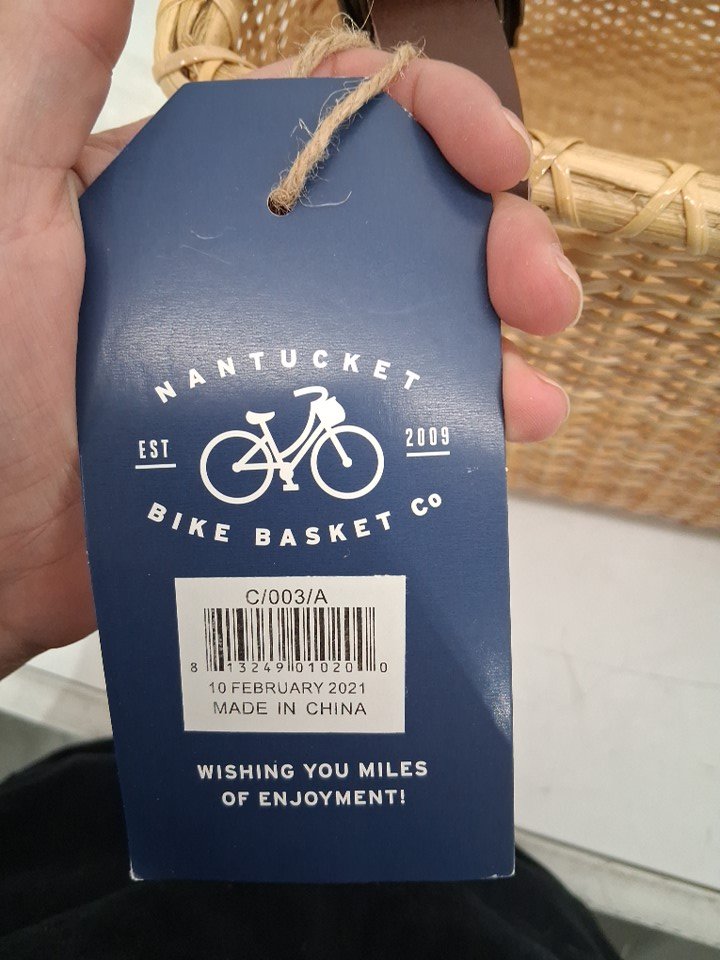 NANTUCKET
EST 2009
BIKE BASKET Co
C/003/A
8 13249 01020 0
10 FEBRUARY 2021
MADE IN CHINA
WISHING YOU MILES
OF ENJOYMENT!